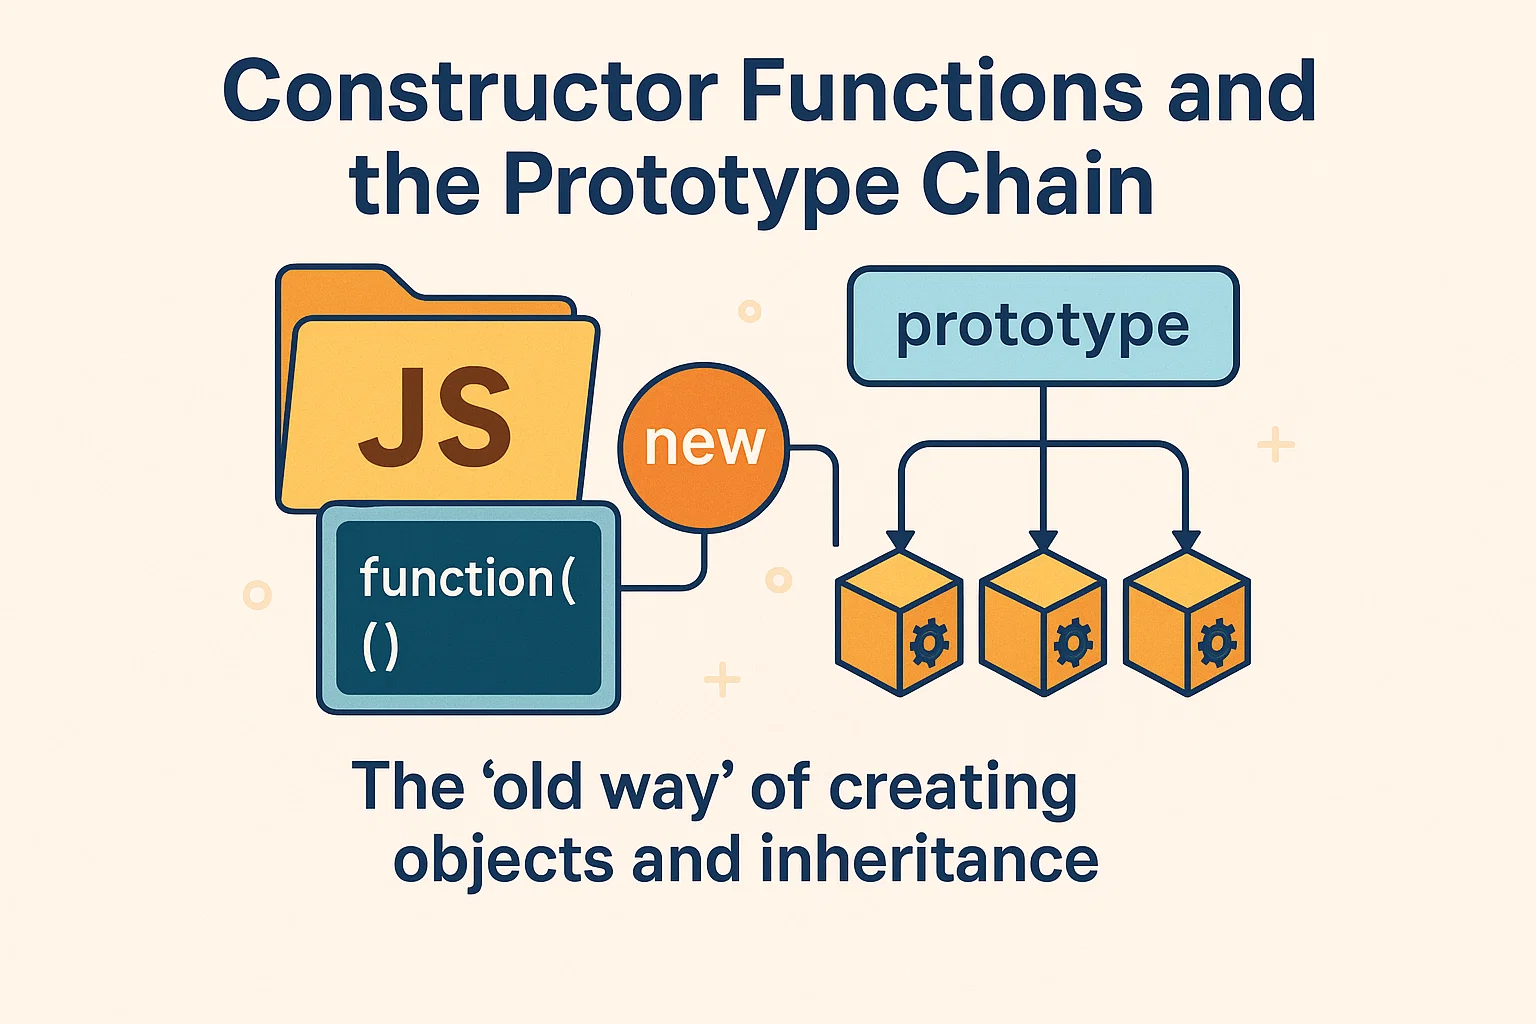 Constructor Functions and
the Prototype Chain
JS
new
prototype
function(
()
The ‘old way’ of creating
objects and inheritance